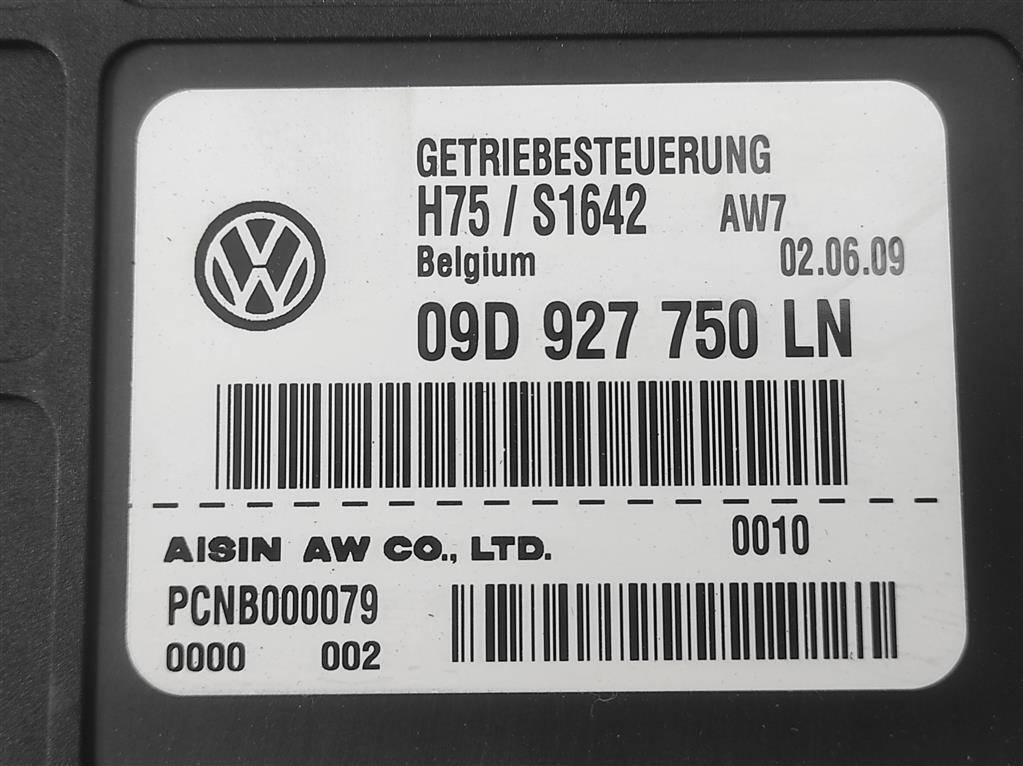 GETRIEBESTEUERUNG
H75 / S1642 AW7
Belgium 02.06.09
09D 927 750 LN
AISIN AW CO., LTD. 0010
PCNB000079
0000 002